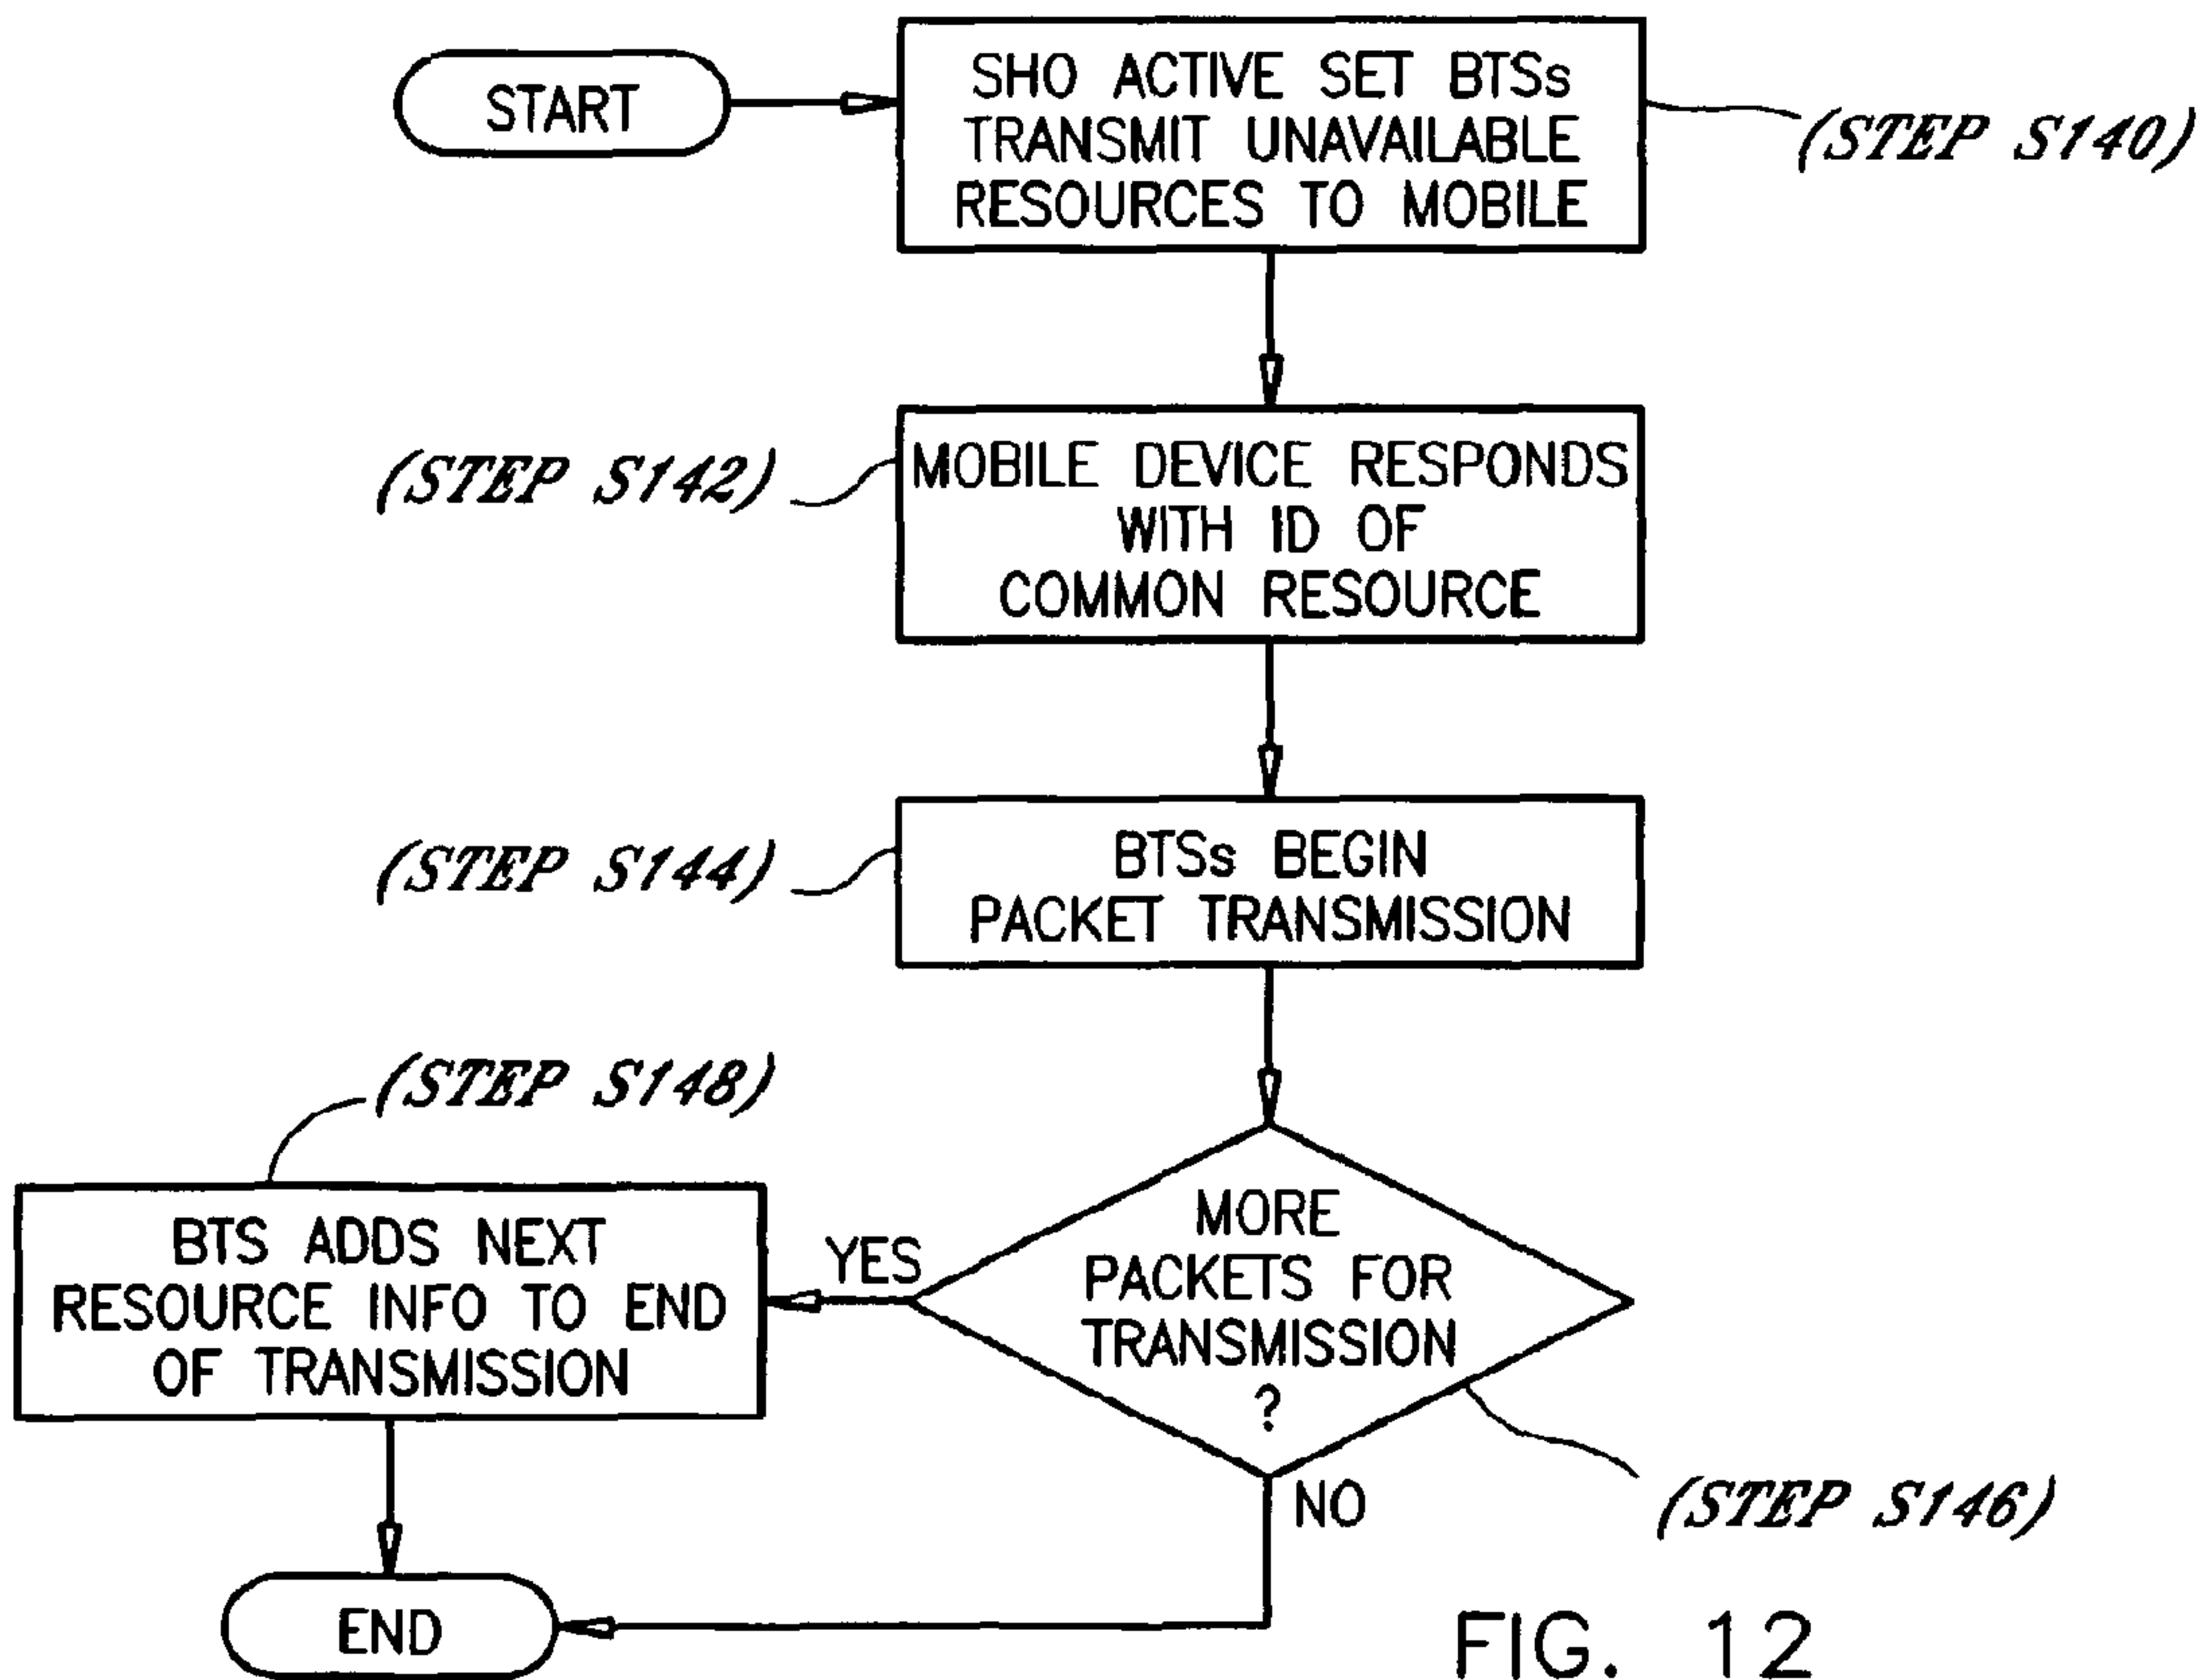 START
SHO ACTIVE SET BTSs
TRANSMIT UNAVAILABLE
RESOURCES TO MOBILE
(STEP S140)
MOBILE DEVICE RESPONDS
WITH ID OF
COMMON RESOURCE
(STEP S142)
BTSs BEGIN
PACKET TRANSMISSION
(STEP S144)
MORE
PACKETS FOR
TRANSMISSION
?
(STEP S146)
YES
NO
(STEP S148)
BTS ADDS NEXT
RESOURCE INFO TO END
OF TRANSMISSION
END
FIG. 12